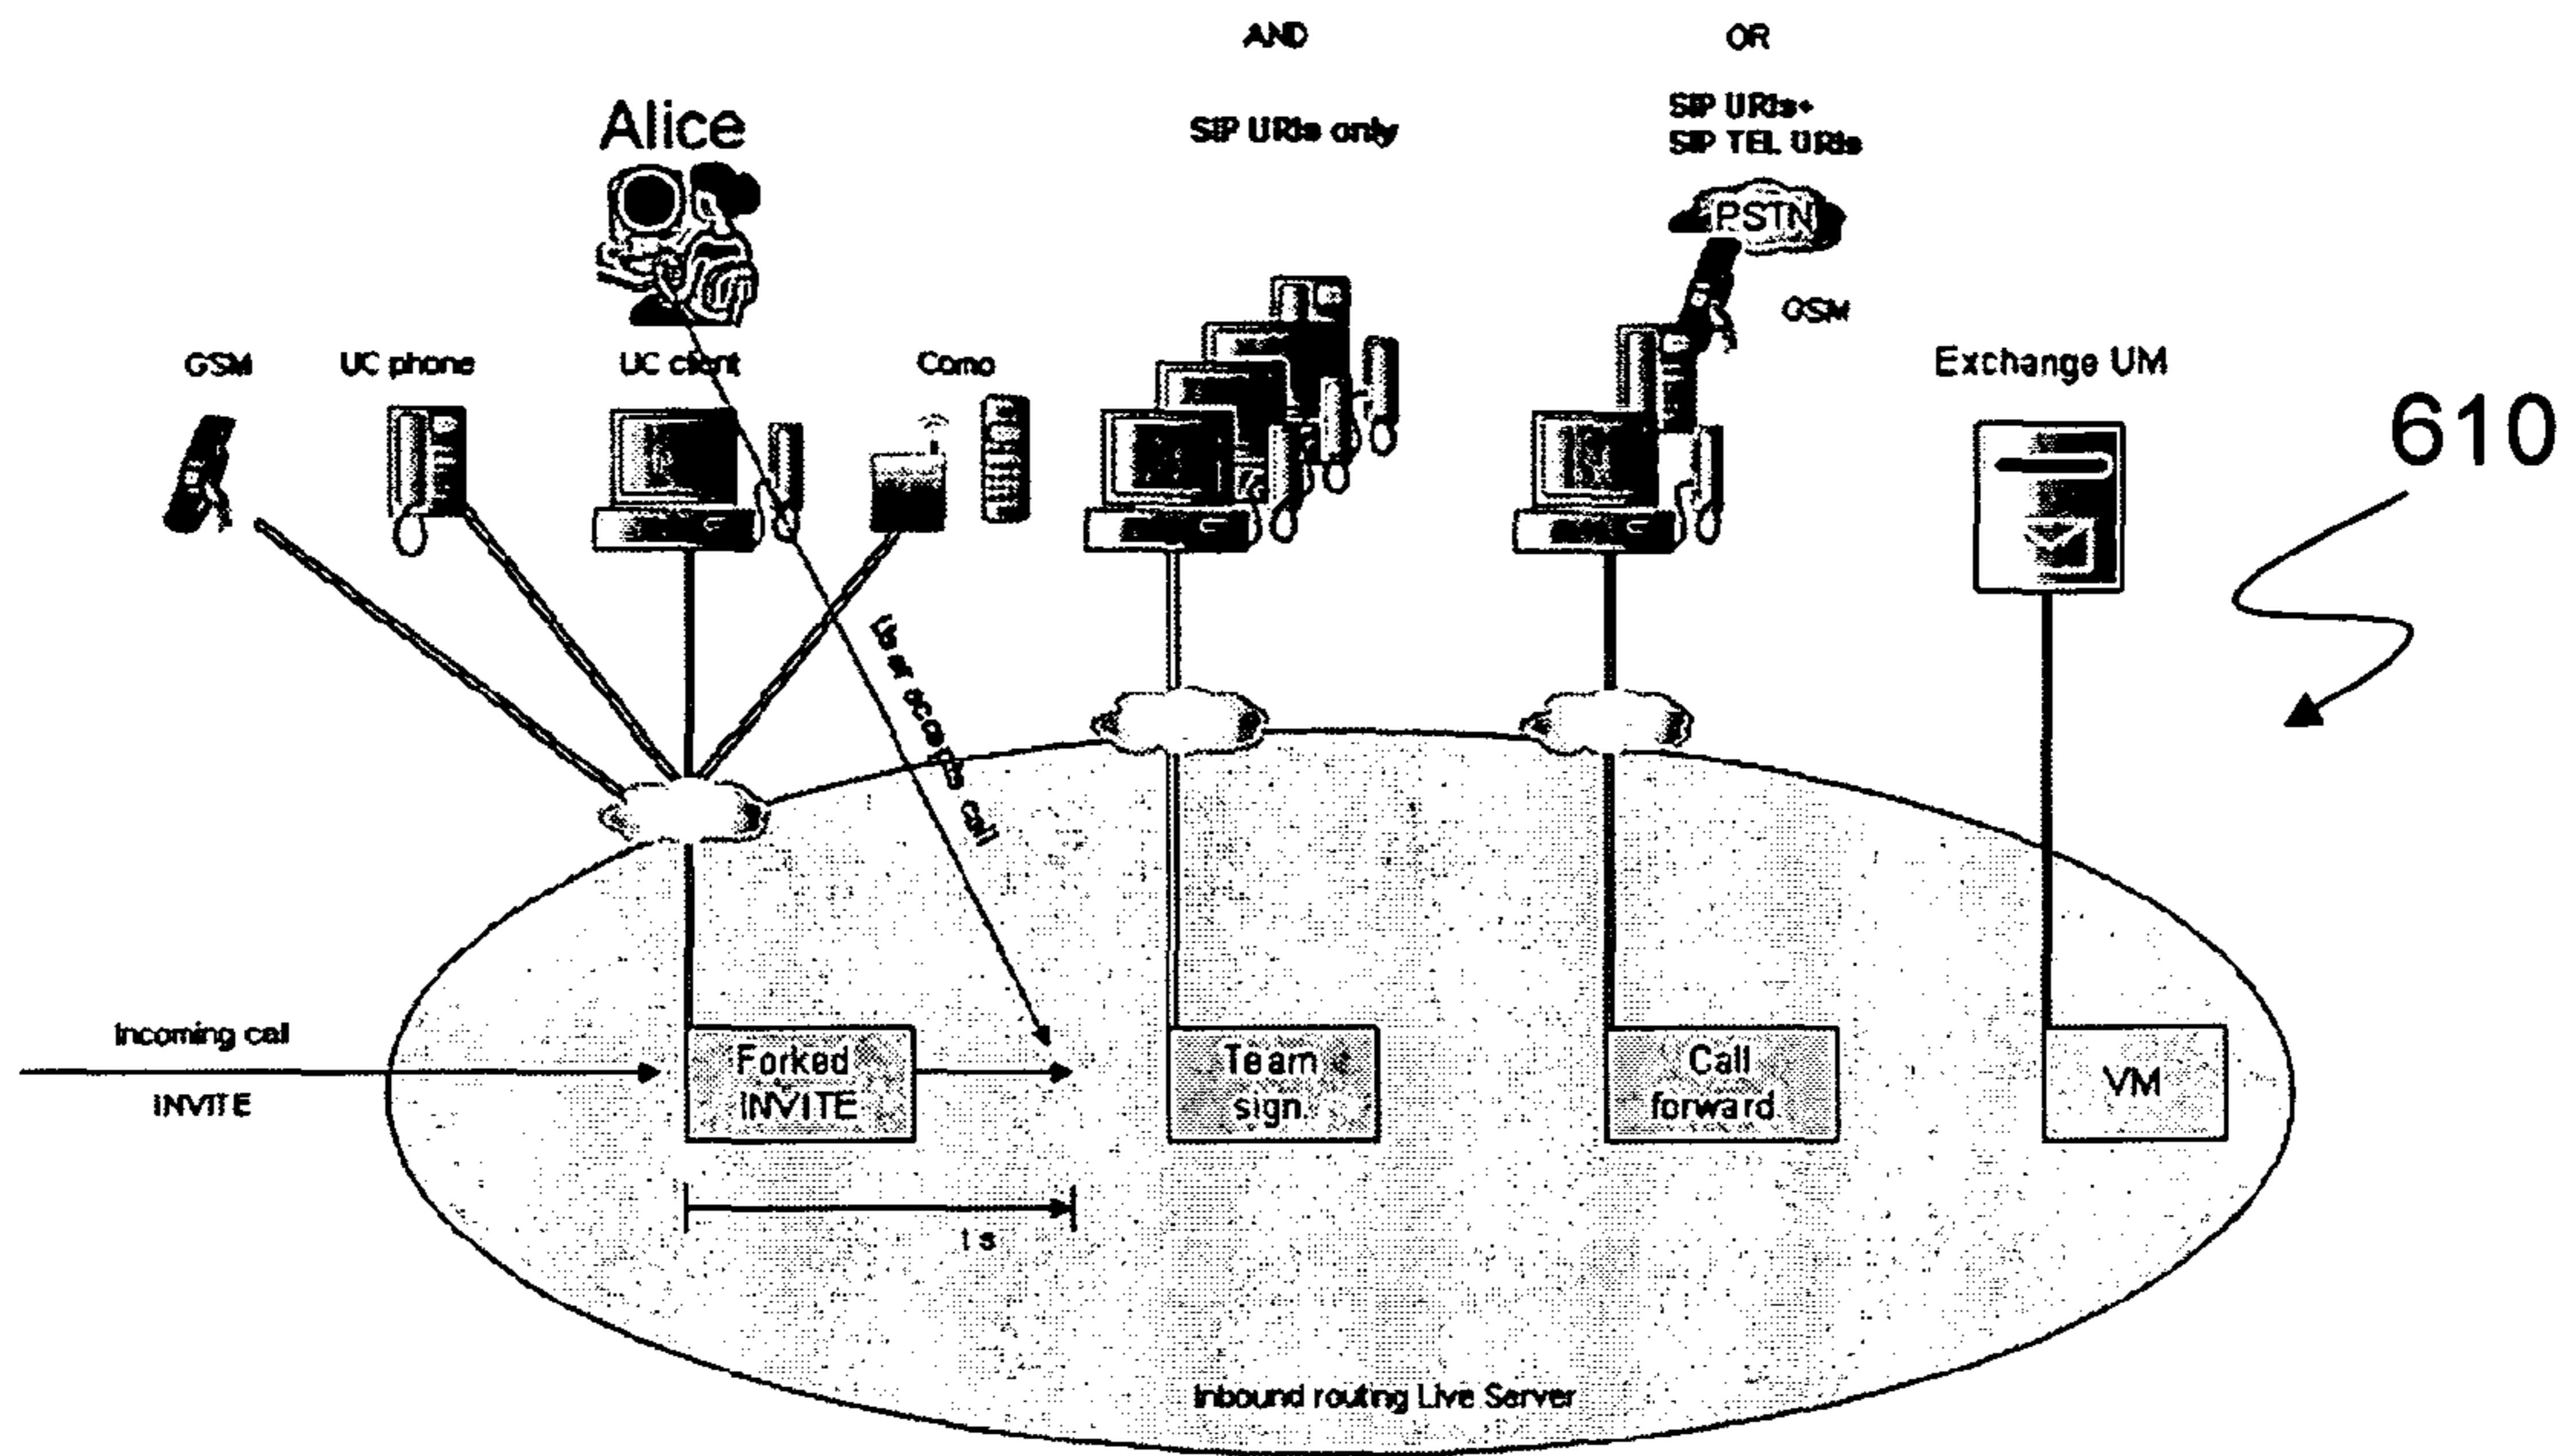 AND
OR
Alice
SIP URIs only
SIP URIs+
SIP TEL URIs
PSTN
GSM
GSM
UC phone
UC client
Como
Exchange UM
610
User accepts call
Incoming call
INVITE
Forked
INVITE
Team
sign.
Call
forward
VM
t s
Inbound routing Live Server